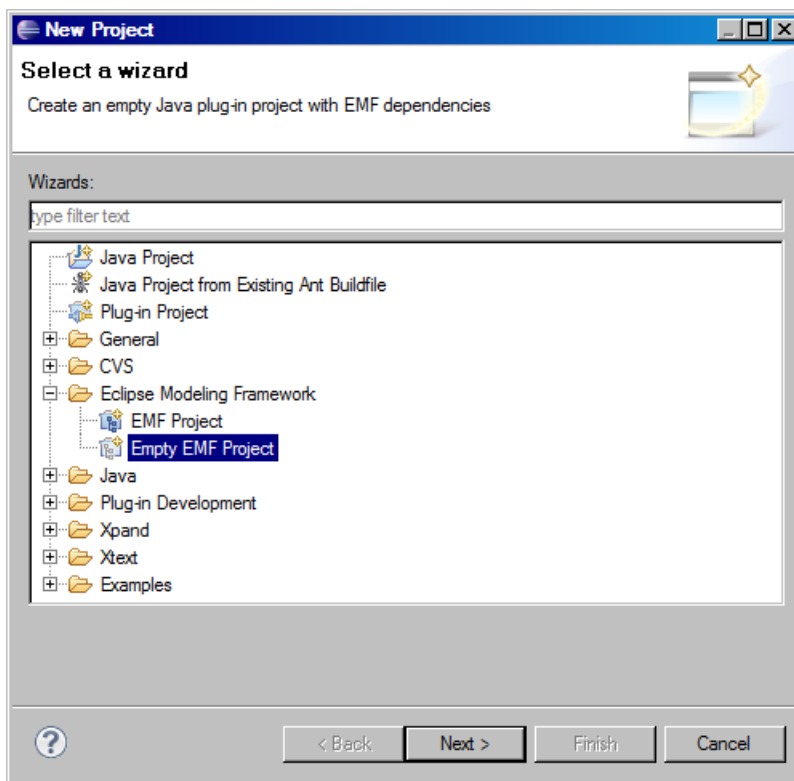 New Project
Select a wizard
Create an empty Java plug-in project with EMF dependencies
Wizards:
type filter text
Java Project
Java Project from Existing Ant Buildfile
Plug-in Project
General
CVS
Eclipse Modeling Framework
EMF Project
Empty EMF Project
Java
Plug-in Development
Xpand
Xtext
Examples
? < Back Next > Finish Cancel